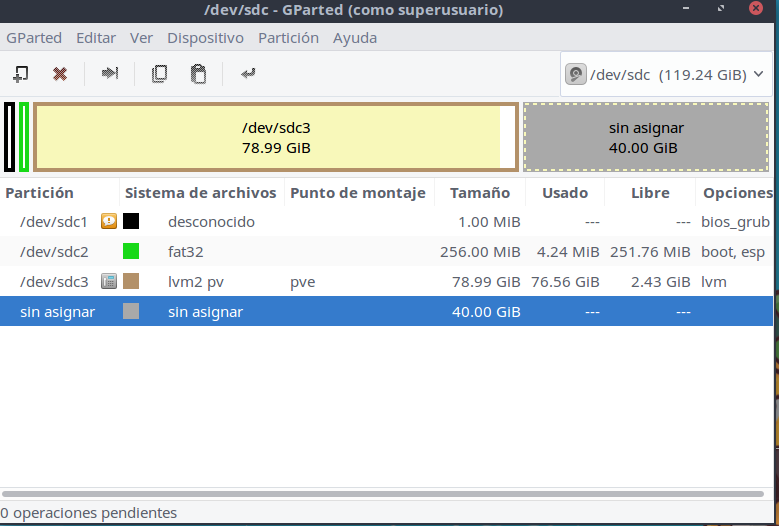 /dev/sdc - GParted (como superusuario)
GParted Editar Ver Dispositivo Partición Ayuda
/dev/sdc (119.24 GiB)
/dev/sdc3
78.99 GiB
sin asignar
40.00 GiB
Partición Sistema de archivos Punto de montaje Tamaño Usado Libre Opciones
/dev/sdc1 desconocido 1.00 MiB --- --- bios_grub
/dev/sdc2 fat32 256.00 MiB 4.24 MiB 251.76 MiB boot, esp
/dev/sdc3 lvm2 pv pve 78.99 GiB 76.56 GiB 2.43 GiB lvm
sin asignar sin asignar 40.00 GiB --- ---
0 operaciones pendientes